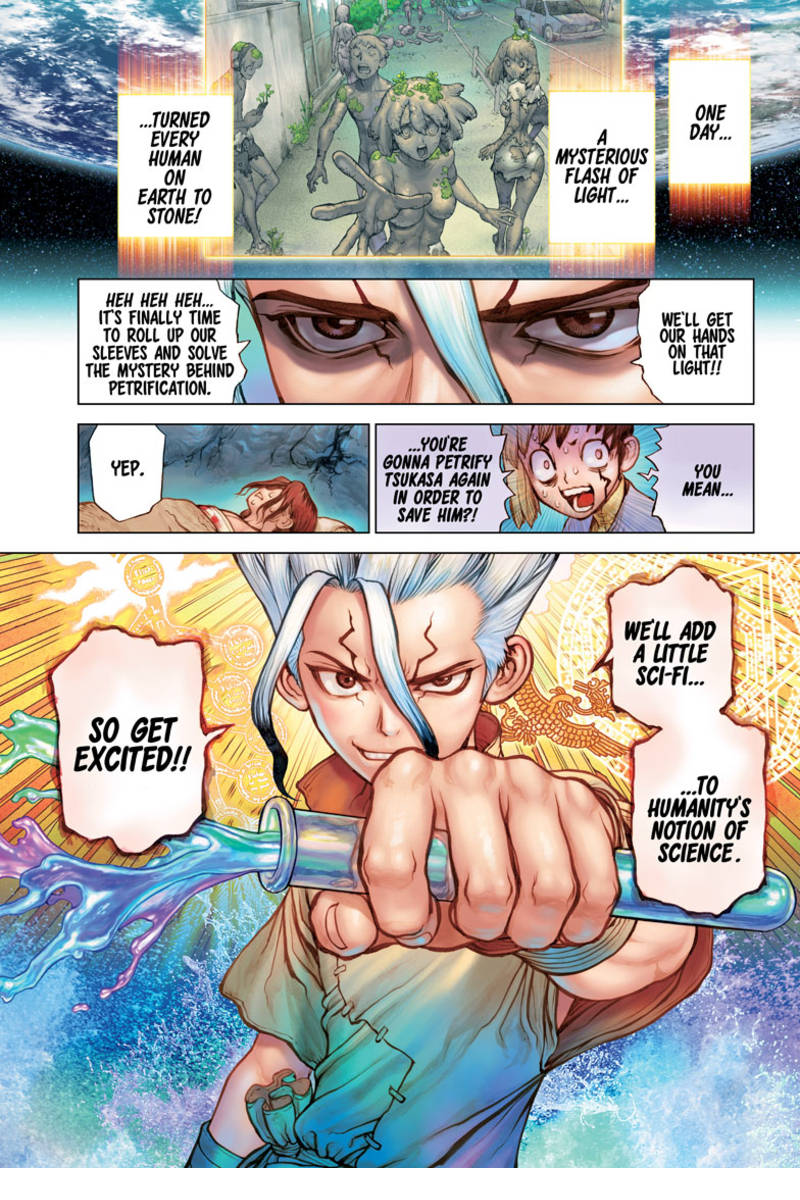 ONE
DAY...
A
MYSTERIOUS
FLASH OF
LIGHT...
...TURNED
EVERY
HUMAN
ON
EARTH TO
STONE!
WE'LL GET
OUR HANDS
ON THAT
LIGHT!!
HEH HEH HEH...
IT'S FINALLY TIME
TO ROLL UP OUR
SLEEVES AND SOLVE
THE MYSTERY BEHIND
PETRIFICATION.
YOU
MEAN...
...YOU'RE
GONNA PETRIFY
TSUKASA AGAIN
IN ORDER TO
SAVE HIM?!
YEP.
WE'LL ADD
A LITTLE
SCI-FI...
...TO
HUMANITY'S
NOTION OF
SCIENCE.
SO GET
EXCITED!!